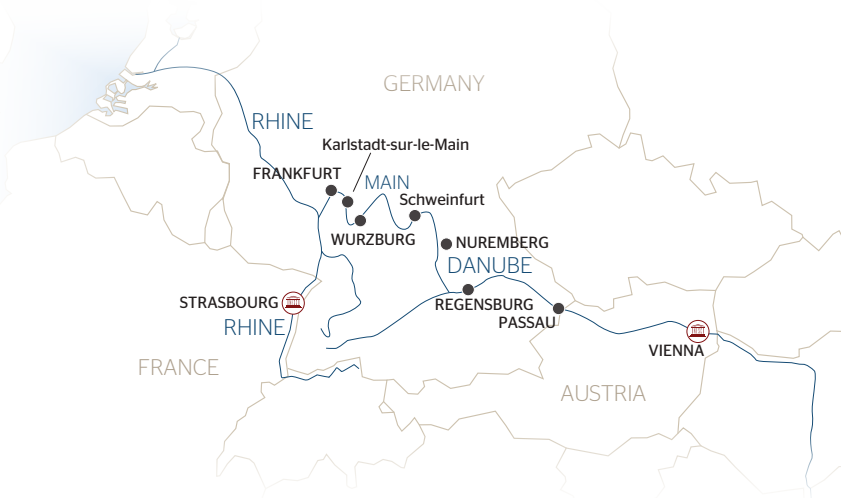 GERMANY
RHINE
Karlstadt-sur-le-Main
FRANKFURT
MAIN
Schweinfurt
WURZBURG
NUREMBERG
DANUBE
STRASBOURG
REGENSBURG
PASSAU
RHINE
VIENNA
FRANCE
AUSTRIA